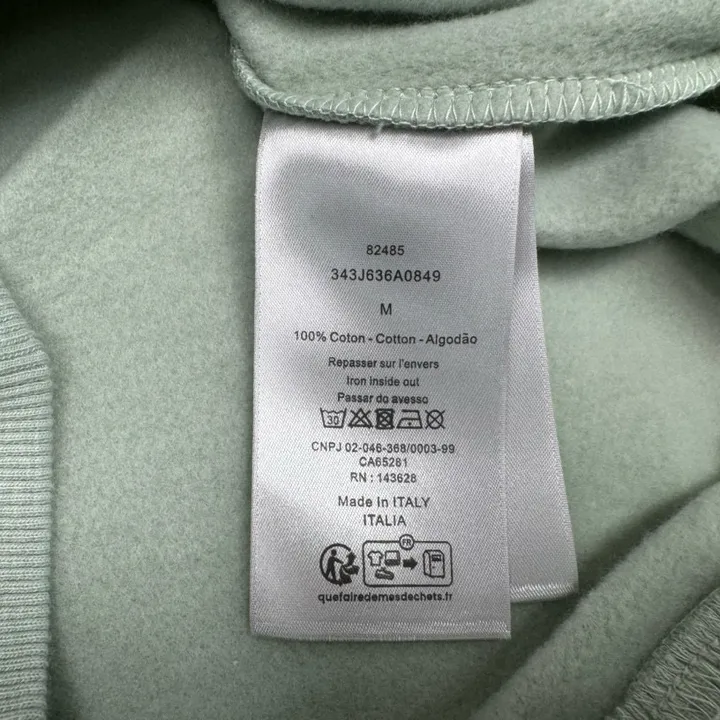 82485
343J636A0849
M
100% Coton - Cotton - Algodão
Repasser sur l'envers
Iron inside out
Passar do avesso
30
CNPJ 02-046-368/0003-99
CA65281
RN : 143628
Made In ITALY
ITALIA
FR
quefairedemesdechets.fr